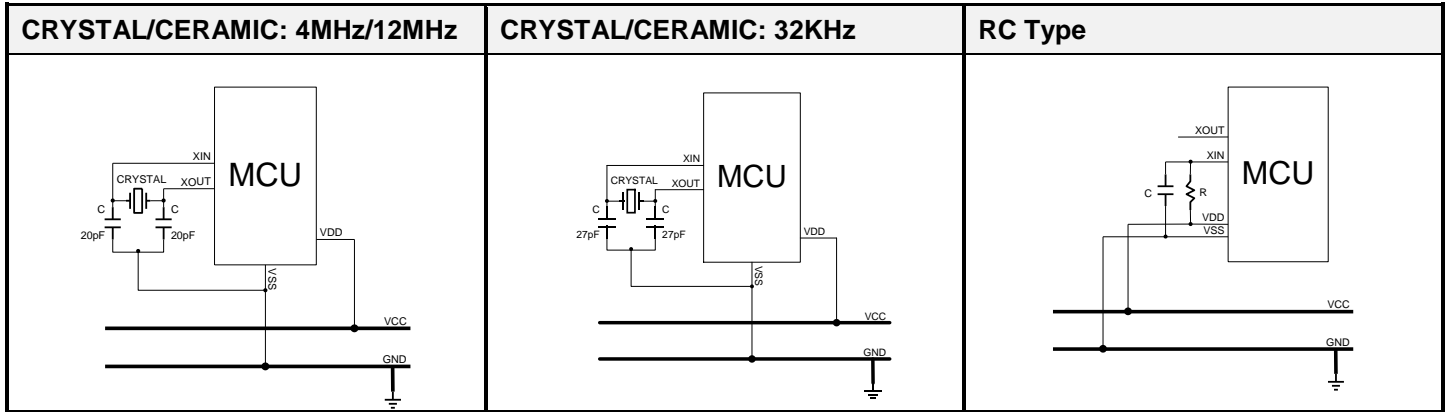 CRYSTAL/CERAMIC: 4MHz/12MHz
CRYSTAL/CERAMIC: 32KHz
RC Type
XIN
CRYSTAL
XOUT
MCU
C
C
20pF
20pF
VDD
VSS
VCC
GND
XIN
CRYSTAL
XOUT
MCU
C
C
27pF
27pF
VDD
VSS
VCC
GND
XOUT
XIN
MCU
C
R
VDD
VSS
VCC
GND